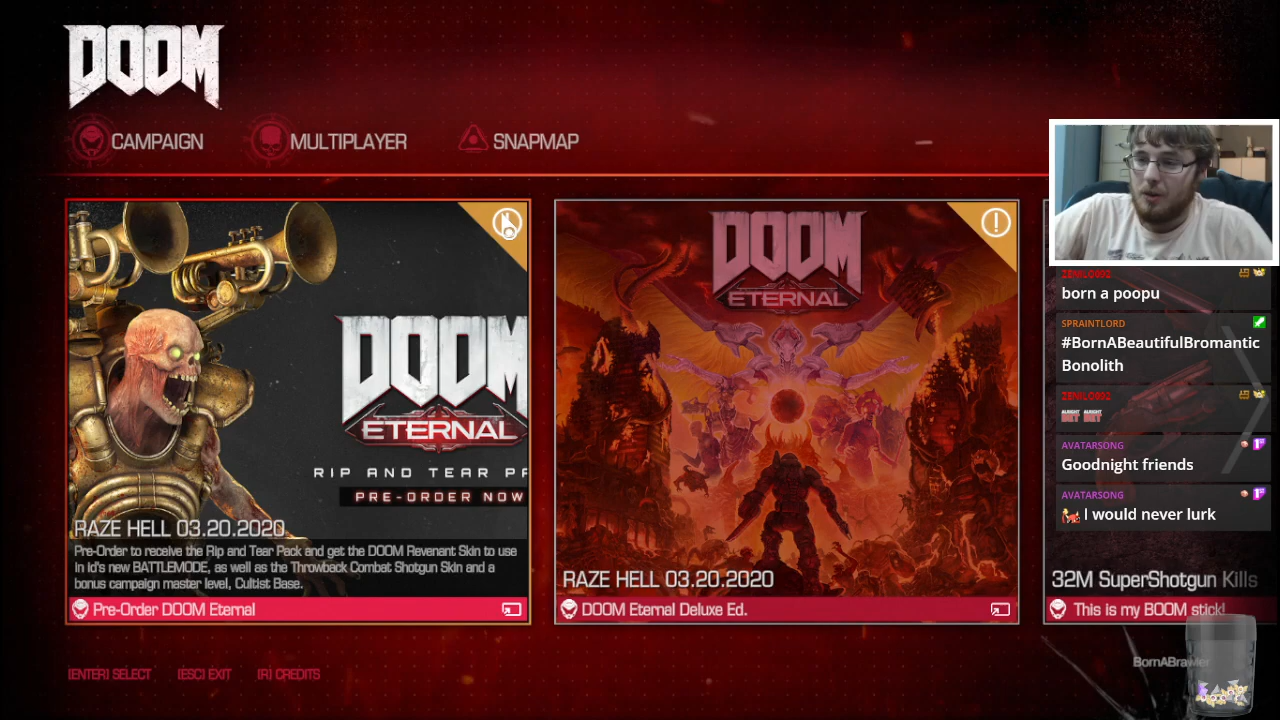 DOOM
CAMPAIGN
MULTIPLAYER
SNAPMAP
DOOM
ETERNAL
RIP AND TEAR PA
PRE-ORDER NOW
RAZE HELL 03.20.2020
Pre-Order to receive the Rip and Tear Pack and get the DOOM Revenant Skin to use
in id's new BATTLEMODE, as well as the Throwback Combat Shotgun Skin and a
bonus campaign master level, Cultist Base.
Pre-Order DOOM Eternal
DOOM
ETERNAL
RAZE HELL 03.20.2020
DOOM Eternal Deluxe Ed.
ZENILO092
born a poopu
SPRAINTLORD
#BornABeautifulBromantic
Bonolith
ZENILO092
AVATARSONG
Goodnight friends
AVATARSONG
I would never lurk
32M SuperShotgun Kills
This is my BOOM stick!
[ENTER] SELECT
[ESC] EXIT
[R] CREDITS
BornABrawler